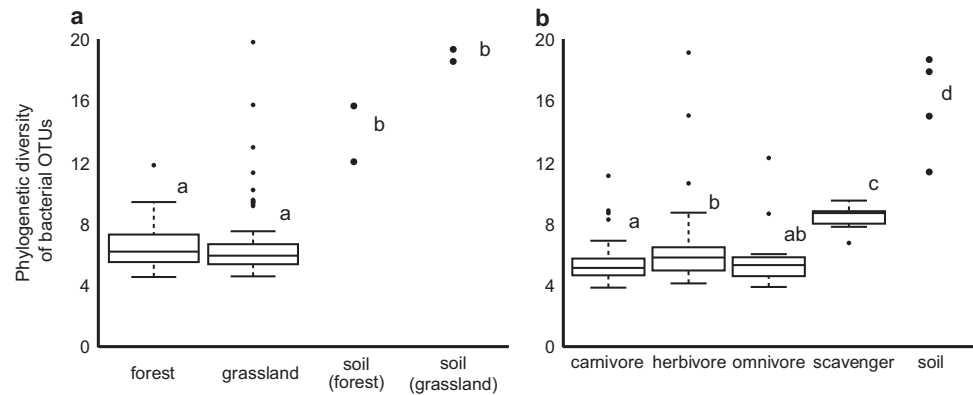 a
b
Phylogenetic diversity
of bacterial OTUs
20
16
12
8
4
0
a
a
b
b
forest
grassland
soil
(forest)
soil
(grassland)
20
16
12
8
4
0
a
b
ab
c
d
carnivore
herbivore
omnivore
scavenger
soil